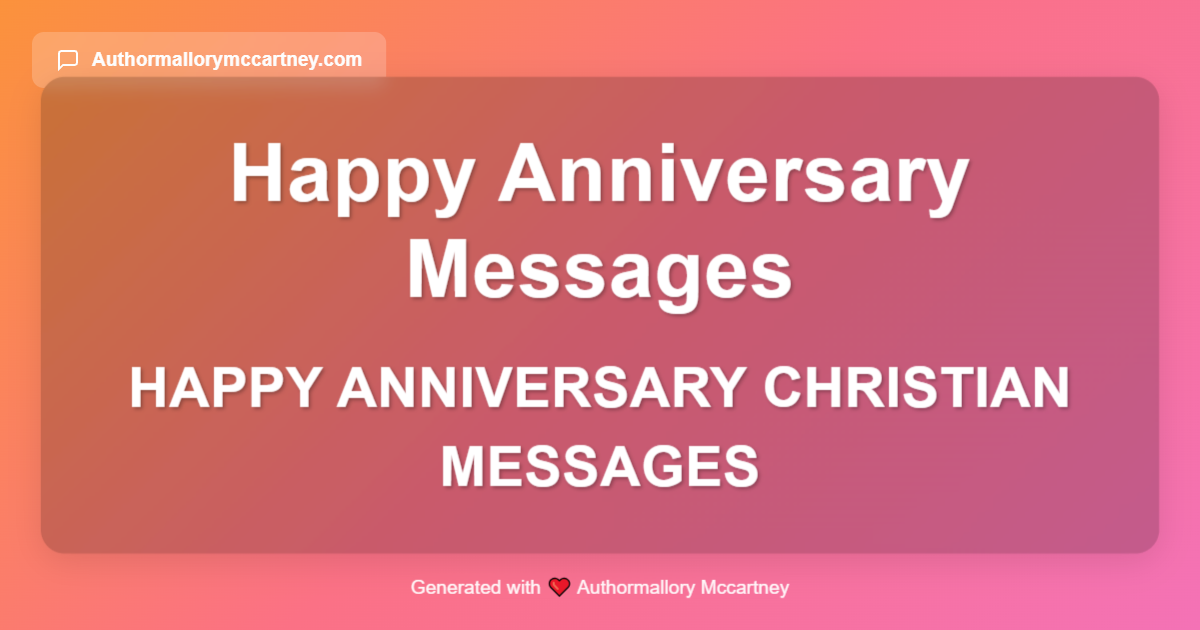 Authormallorymccartney.com
Happy Anniversary
Messages
HAPPY ANNIVERSARY CHRISTIAN
MESSAGES
Generated with ❤️ Authormallory Mccartney